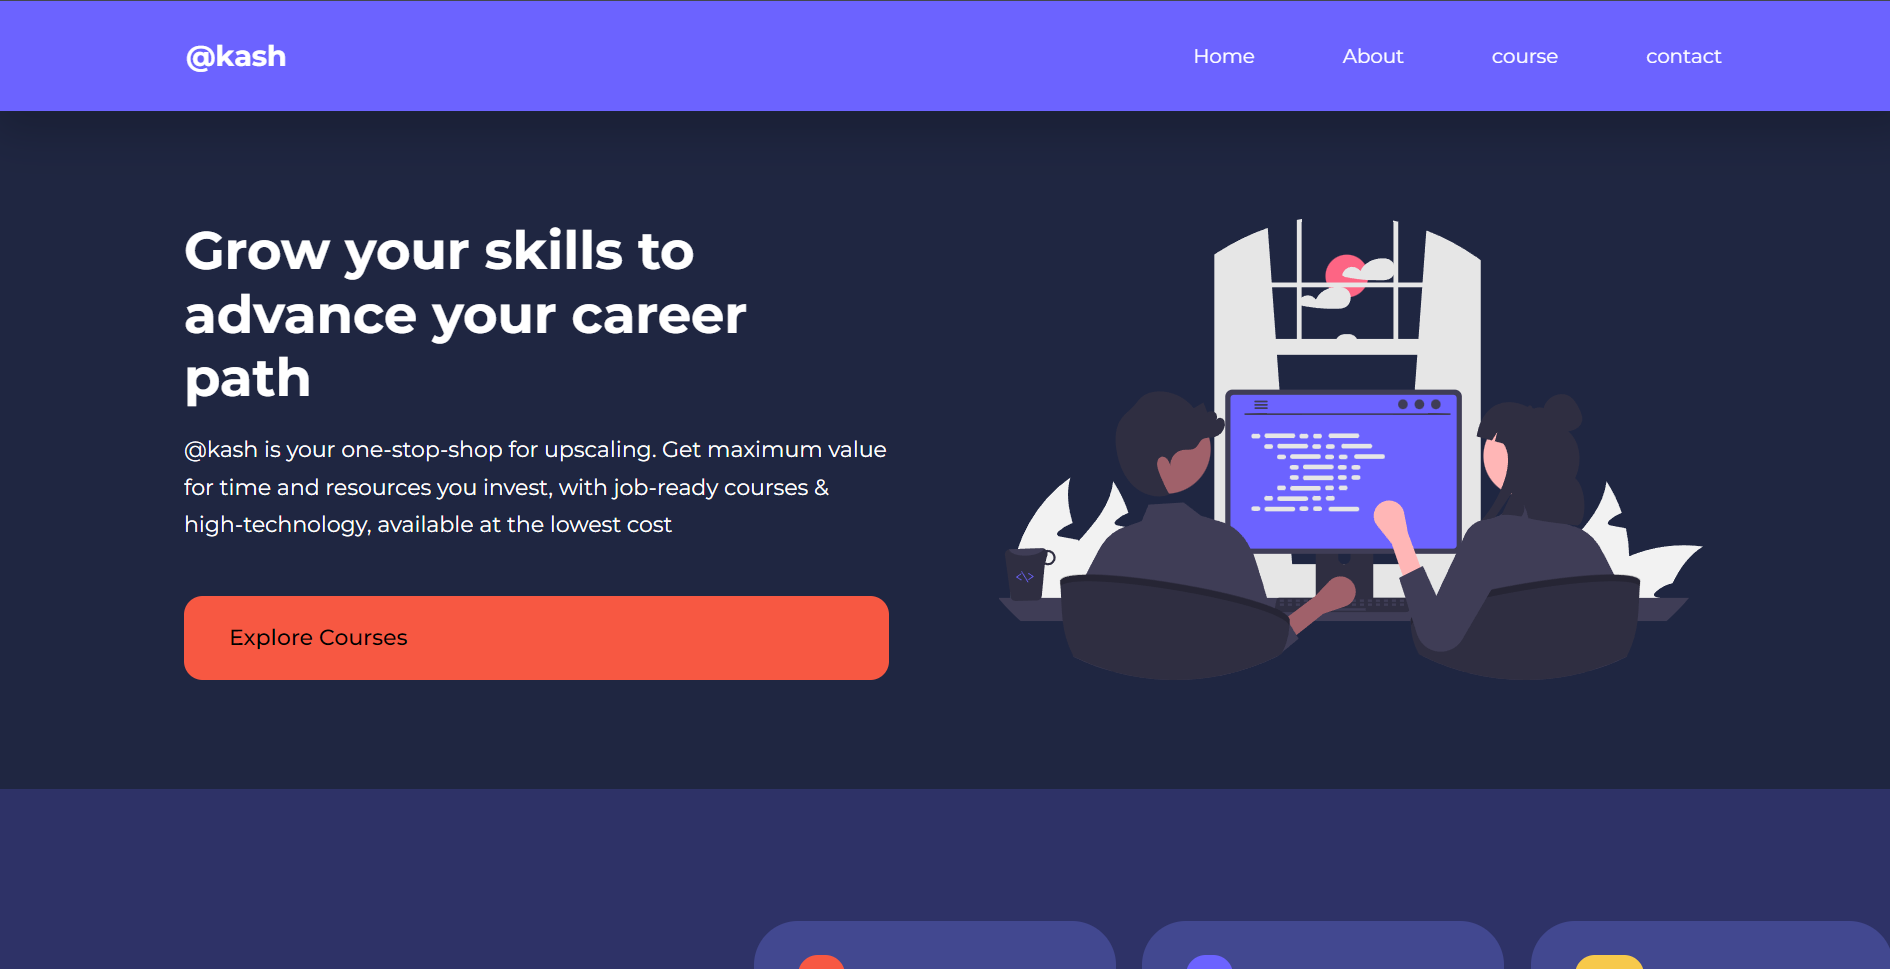 @kash
Home About course contact
Grow your skills to
advance your career
path
@kash is your one-stop-shop for upscaling. Get maximum value
for time and resources you invest, with job-ready courses &
high-technology, available at the lowest cost
Explore Courses